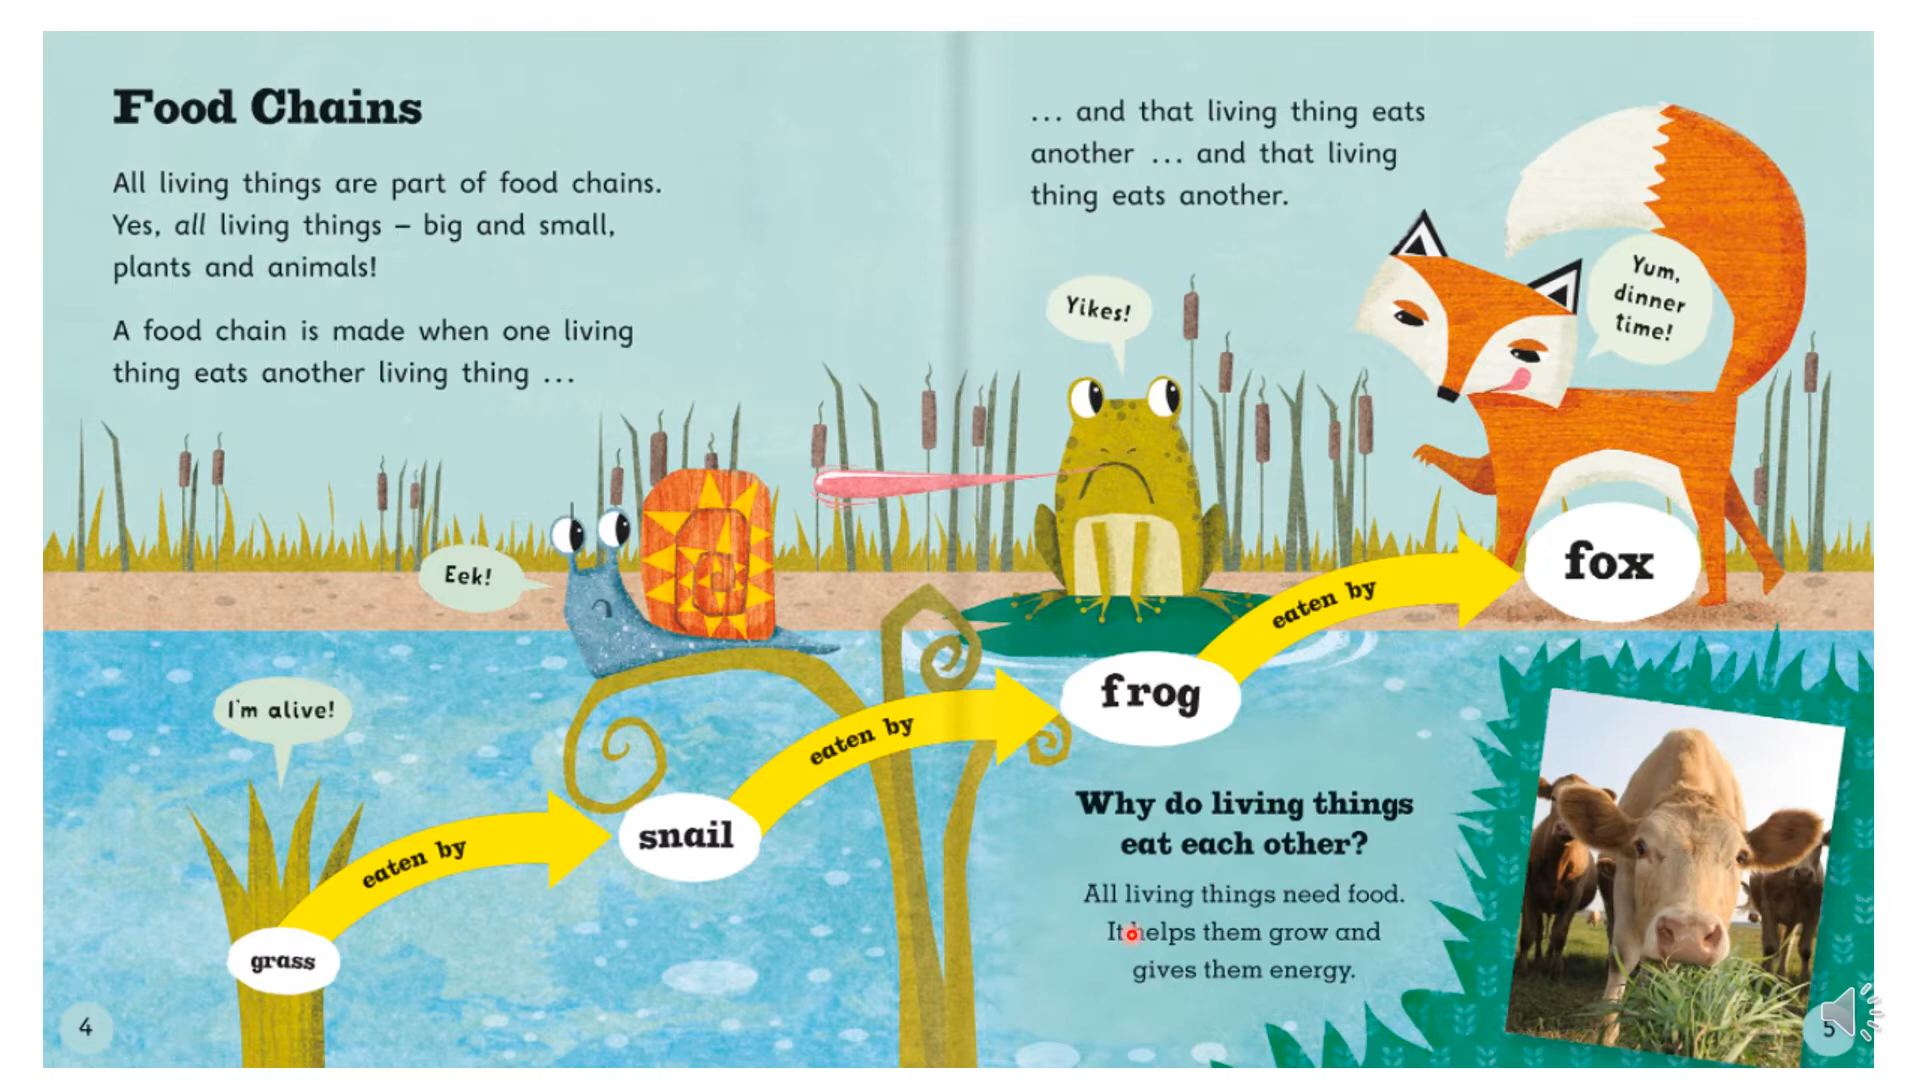 Food Chains
All living things are part of food chains.
Yes, all living things – big and small,
plants and animals!
A food chain is made when one living
thing eats another living thing ...
... and that living thing eats
another ... and that living
thing eats another.
Yum,
dinner
time!
Yikes!
Eek!
I'm alive!
grass
eaten by
snail
eaten by
frog
eaten by
fox
Why do living things
eat each other?
All living things need food.
It helps them grow and
gives them energy.
4
5